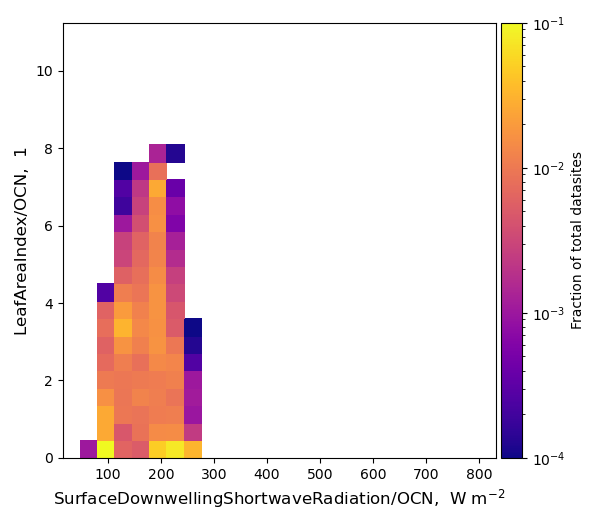 10
8
6
4
2
0
100 200 300 400 500 600 700 800
LeafAreaIndex/OCN, 1
SurfaceDownwellingShortwaveRadiation/OCN, W m⁻²
10⁻¹
10⁻²
10⁻³
10⁻⁴
Fraction of total datasites